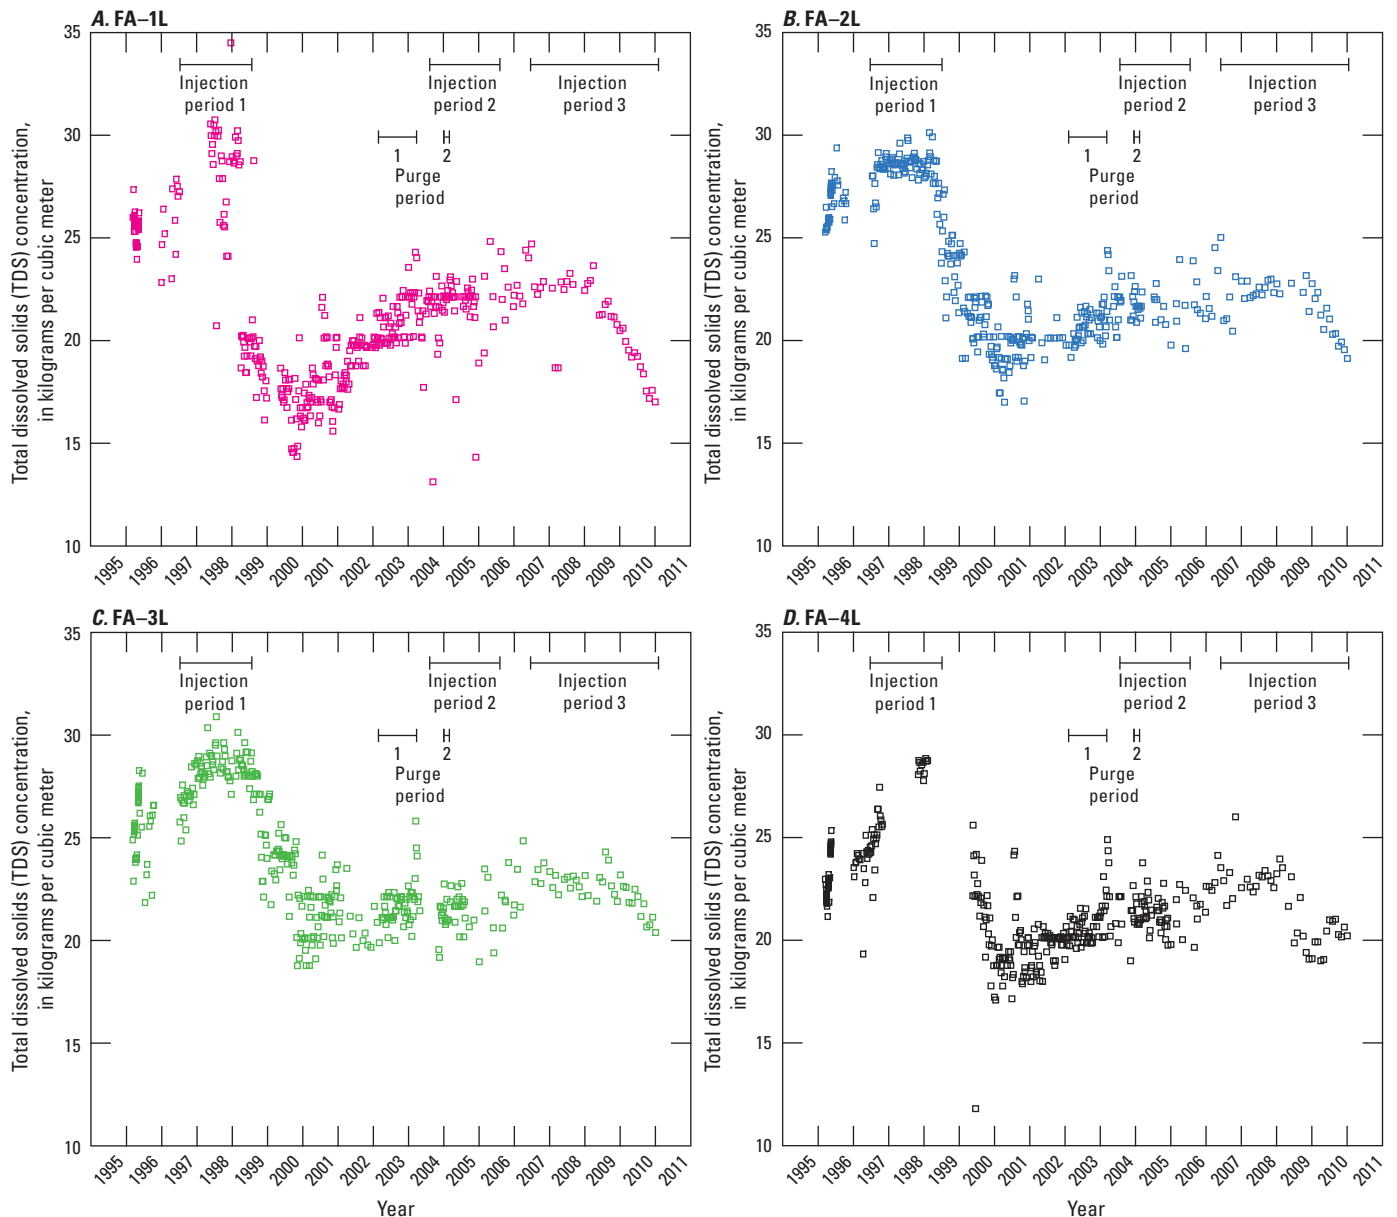 A. FA–1L
Total dissolved solids (TDS) concentration,
in kilograms per cubic meter
35
30
25
20
15
10
Injection
period 1
Injection
period 2
Injection
period 3
1
2
Purge
period
1995 1996 1997 1998 1999 2000 2001 2002 2003 2004 2005 2006 2007 2008 2009 2010 2011
B. FA–2L
Total dissolved solids (TDS) concentration,
in kilograms per cubic meter
35
30
25
20
15
10
Injection
period 1
Injection
period 2
Injection
period 3
1
2
Purge
period
1995 1996 1997 1998 1999 2000 2001 2002 2003 2004 2005 2006 2007 2008 2009 2010 2011
C. FA–3L
Total dissolved solids (TDS) concentration,
in kilograms per cubic meter
35
30
25
20
15
10
Injection
period 1
Injection
period 2
Injection
period 3
1
2
Purge
period
1995 1996 1997 1998 1999 2000 2001 2002 2003 2004 2005 2006 2007 2008 2009 2010 2011
Year
D. FA–4L
Total dissolved solids (TDS) concentration,
in kilograms per cubic meter
35
30
25
20
15
10
Injection
period 1
Injection
period 2
Injection
period 3
1
2
Purge
period
1995 1996 1997 1998 1999 2000 2001 2002 2003 2004 2005 2006 2007 2008 2009 2010 2011
Year